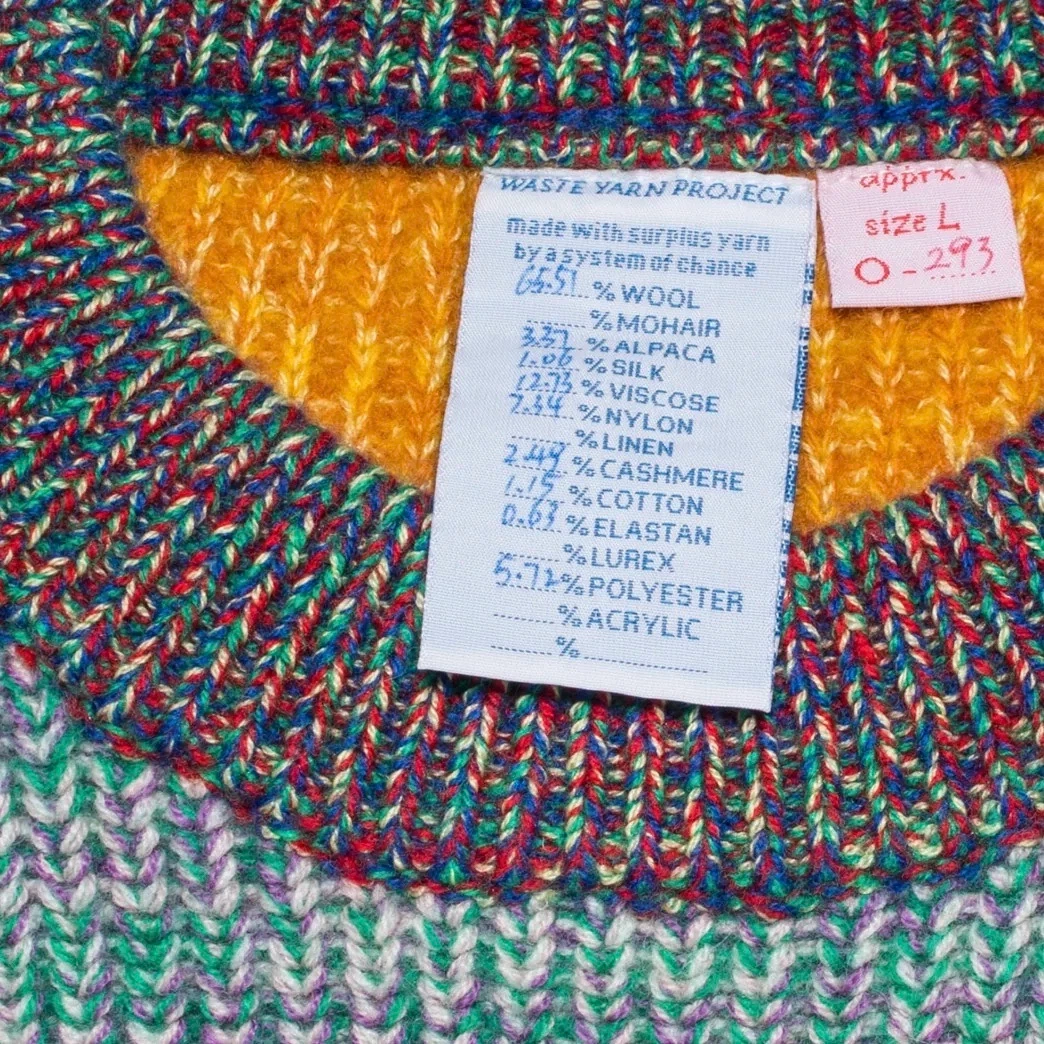 WASTE YARN PROJECT
made with surplus yarn
by a system of chance
65.51 % WOOL
........ % MOHAIR
3.37 % ALPACA
1.06 % SILK
12.73 % VISCOSE
7.34 % NYLON
........ % LINEN
2.49 % CASHMERE
1.15 % COTTON
0.63 % ELASTAN
........ % LUREX
5.72 % POLYESTER
........ % ACRYLIC
........ % ................
apprx.
size L
O - 293